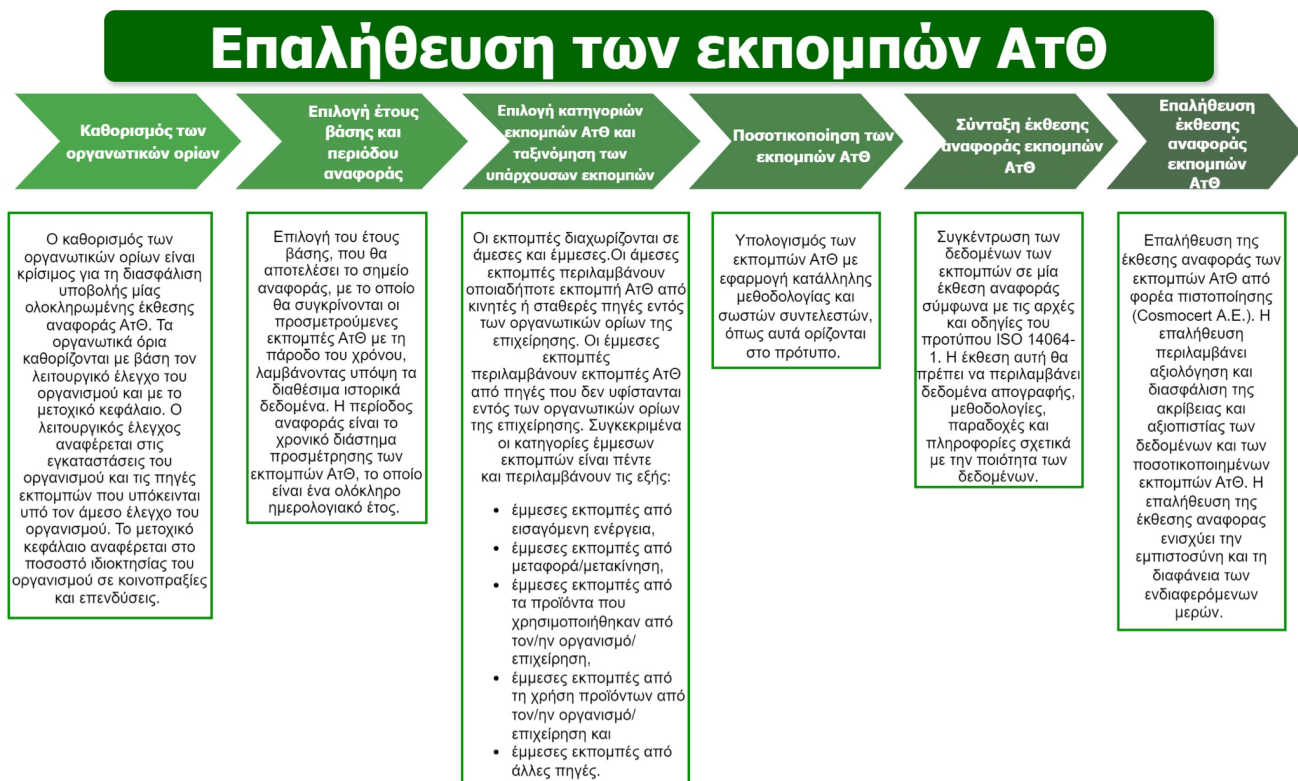 Επαλήθευση των εκπομπών ΑτΘ
Καθορισμός των
οργανωτικών ορίων
Επιλογή έτους
βάσης και
περιόδου
αναφοράς
Επιλογή κατηγοριών
εκπομπών ΑτΘ και
ταξινόμηση των
υπάρχουσων εκπομπών
Ποσοτικοποίηση των
εκπομπών ΑτΘ
Σύνταξη έκθεσης
αναφοράς εκπομπών
ΑτΘ
Επαλήθευση
έκθεσης
αναφοράς
εκπομπών
ΑτΘ
Ο καθορισμός των
οργανωτικών ορίων είναι
κρίσιμος για τη διασφάλιση
υποβολής μίας
ολοκληρωμένης έκθεσης
αναφοράς ΑτΘ. Τα
οργανωτικά όρια
καθορίζονται με βάση τον
λειτουργικό έλεγχο του
οργανισμού και με το
μετοχικό κεφάλαιο. Ο
λειτουργικός έλεγχος
αναφέρεται στις
εγκαταστάσεις του
οργανισμού και τις πηγές
εκπομπών που υπόκεινται
υπό τον άμεσο έλεγχο του
οργανισμού. Το μετοχικό
κεφάλαιο αναφέρεται στο
ποσοστό ιδιοκτησίας του
οργανισμού σε κοινοπραξίες
και επενδύσεις.
Επιλογή του έτους
βάσης, που θα
αποτελέσει το σημείο
αναφοράς, με το οποίο
θα συγκρίνονται οι
προσμετρούμενες
εκπομπές ΑτΘ με τη
πάροδο του χρόνου,
λαμβάνοντας υπόψη τα
διαθέσιμα ιστορικά
δεδομένα. Η περίοδος
αναφοράς είναι το
χρονικό διάστημα
προσμέτρησης των
εκπομπών ΑτΘ, το οποίο
είναι ένα ολόκληρο
ημερολογιακό έτος.
Οι εκπομπές διαχωρίζονται σε
άμεσες και έμμεσες.Οι άμεσες
εκπομπές περιλαμβάνουν
οποιαδήποτε εκπομπή ΑτΘ από
κινητές ή σταθερές πηγές εντός
των οργανωτικών ορίων της
επιχείρησης. Οι έμμεσες
εκπομπές
περιλαμβάνουν εκπομπές ΑτΘ
από πηγές που δεν υφίστανται
εντός των οργανωτικών ορίων
της επιχείρησης. Συγκεκριμένα
οι κατηγορίες έμμεσων
εκπομπών είναι πέντε
και περιλαμβάνουν τις εξής:
• έμμεσες εκπομπές από
εισαγόμενη ενέργεια,
• έμμεσες εκπομπές από
μεταφορά/μετακίνηση,
• έμμεσες εκπομπές από
τα προϊόντα που
χρησιμοποιήθηκαν από
τον/ην οργανισμό/
επιχείρηση,
• έμμεσες εκπομπές από
τη χρήση προϊόντων από
τον/ην οργανισμό/
επιχείρηση και
• έμμεσες εκπομπές από
άλλες πηγές.
Υπολογισμός των
εκπομπών ΑτΘ με
εφαρμογή κατάλληλης
μεθοδολογίας και
σωστών συντελεστών,
όπως αυτά ορίζονται
στο πρότυπο.
Συγκέντρωση των
δεδομένων των
εκπομπών σε μία
έκθεση αναφοράς
σύμφωνα με τις αρχές
και οδηγίες του
προτύπου ISO 14064-
1. Η έκθεση αυτή θα
πρέπει να περιλαμβάνει
δεδομένα απογραφής,
μεθοδολογίες,
παραδοχές και
πληροφορίες σχετικά
με την ποιότητα των
δεδομένων.
Επαλήθευση της
έκθεσης αναφοράς των
εκπομπών ΑτΘ από
φορέα πιστοποίησης
(Cosmocert A.E.). Η
επαλήθευση
περιλαμβάνει
αξιολόγηση και
διασφάλιση της
ακρίβειας και
αξιοπιστίας των
δεδομένων και των
ποσοτικοποιημένων
εκπομπών ΑτΘ. Η
επαλήθευση της
έκθεσης αναφορας
ενισχύει την
εμπιστοσύνη και τη
διαφάνεια των
ενδιαφερόμενων
μερών.